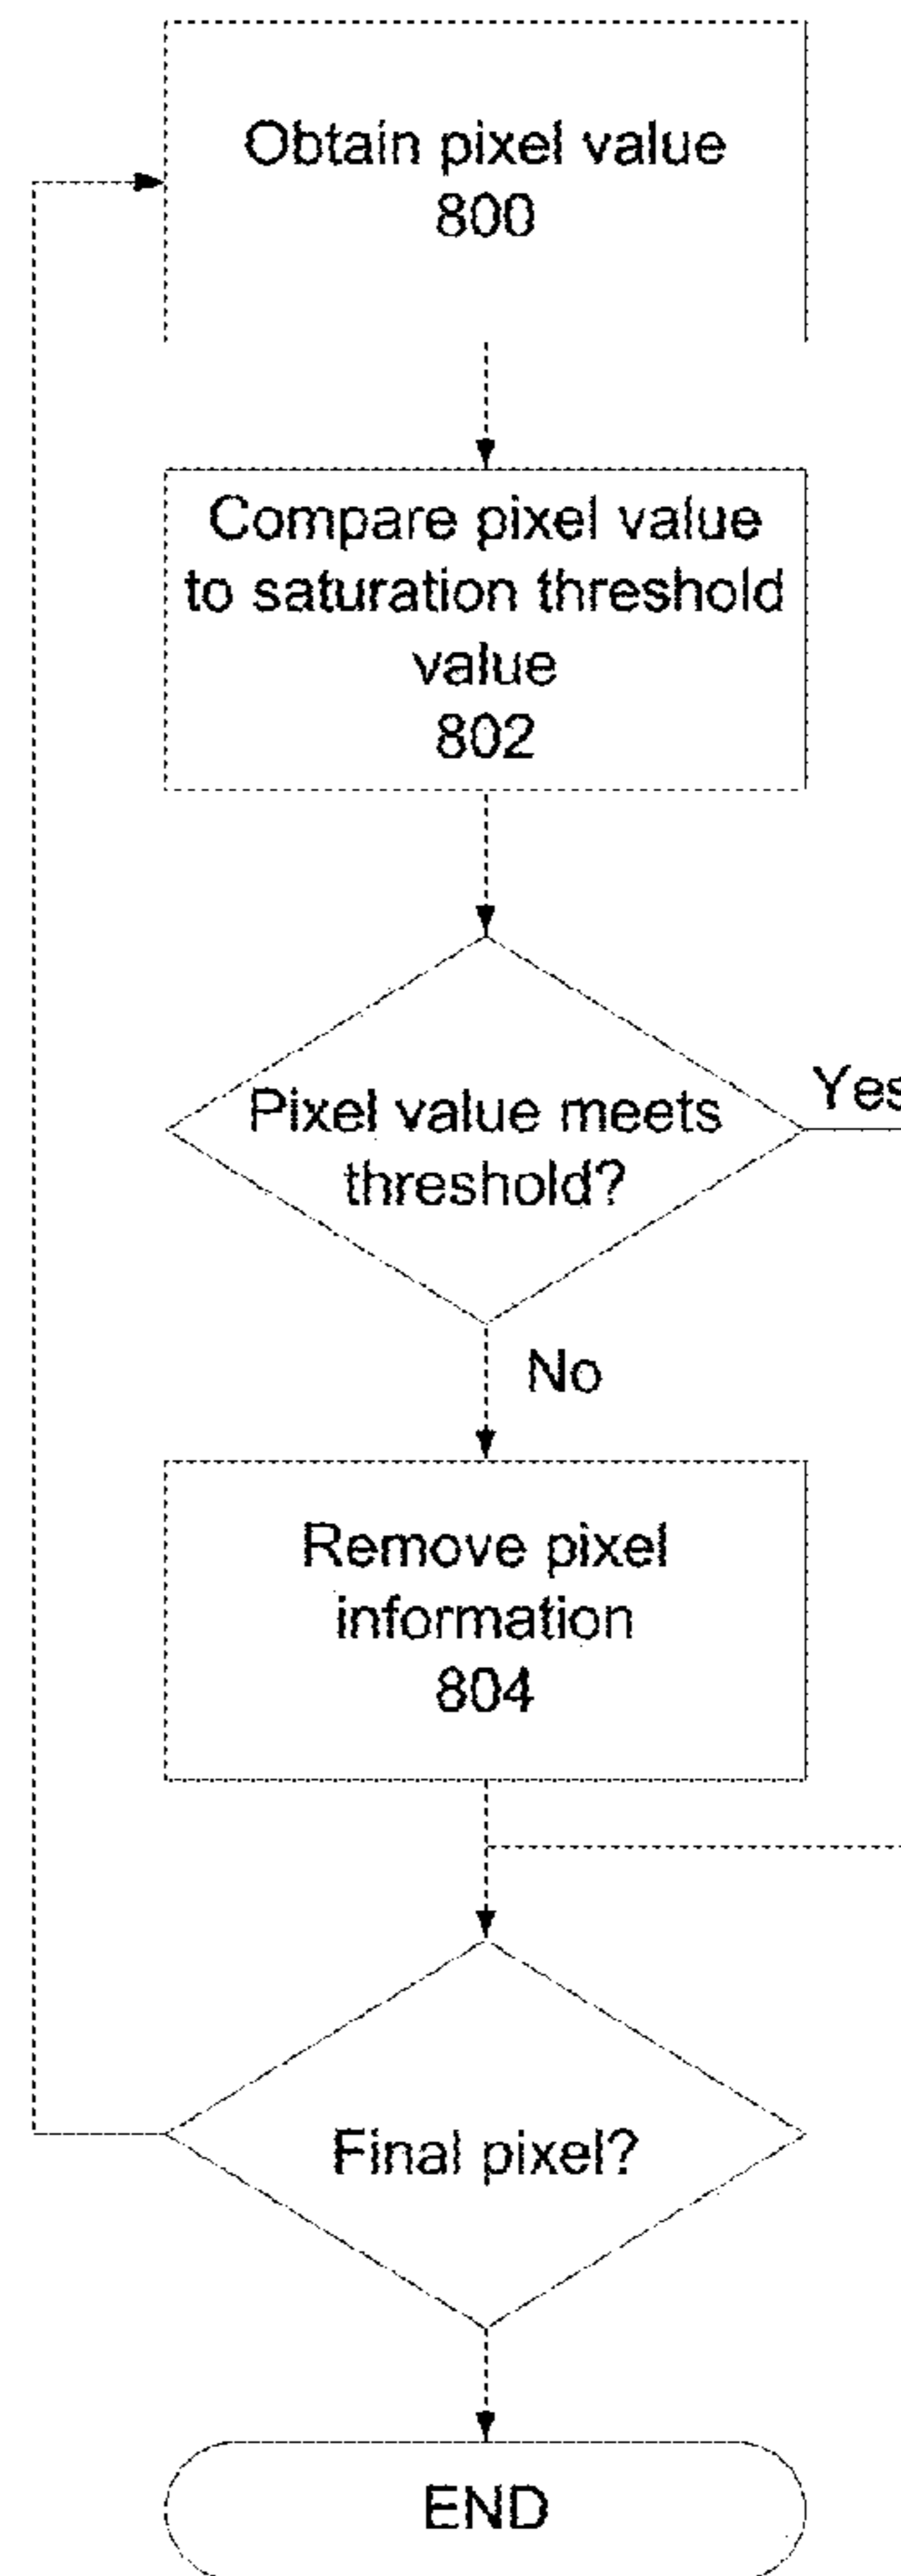 Obtain pixel value
800
Compare pixel value
to saturation threshold
value
802
Pixel value meets
threshold?
Yes
No
Remove pixel
information
804
Final pixel?
END